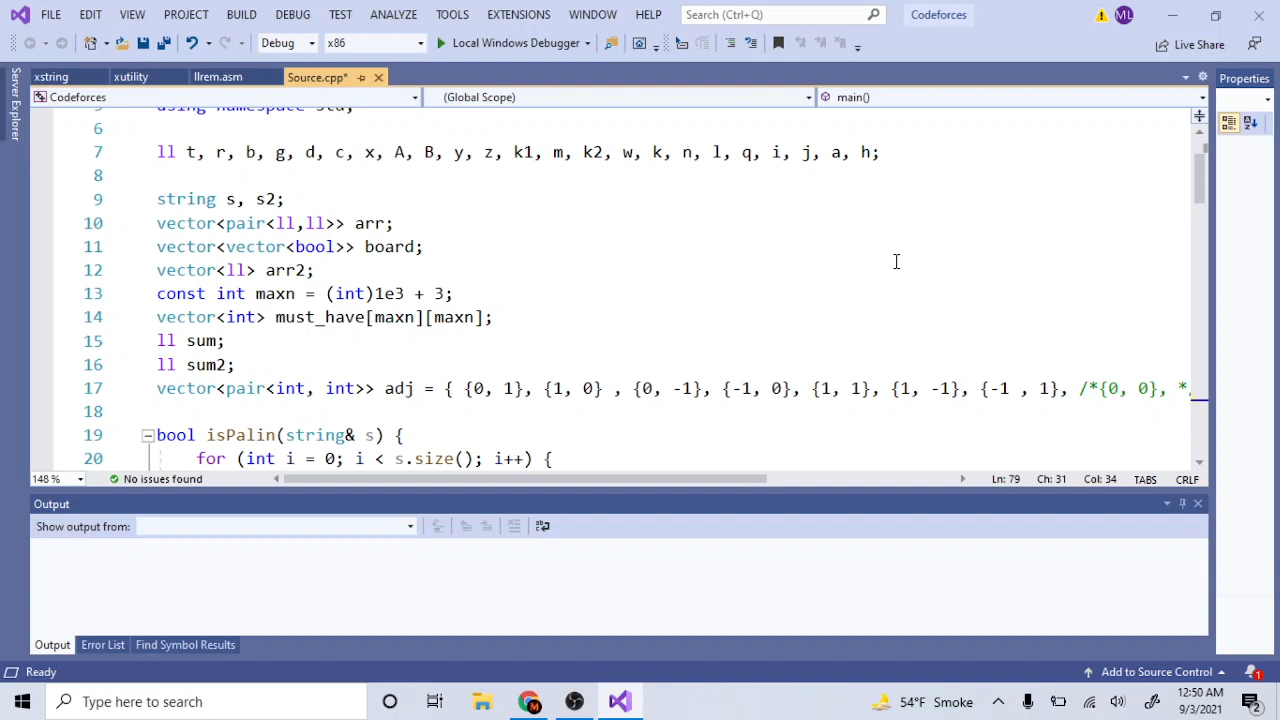 FILE EDIT VIEW PROJECT BUILD DEBUG TEST ANALYZE TOOLS EXTENSIONS WINDOW HELP Search (Ctrl+Q) Codeforces ML
Debug x86 Local Windows Debugger Live Share
xstring xutility llrem.asm Source.cpp* Properties
Codeforces (Global Scope) main()
Server Explorer
6
7 ll t, r, b, g, d, c, x, A, B, y, z, k1, m, k2, w, k, n, l, q, i, j, a, h;
8
9 string s, s2;
10 vector<pair<ll,ll>> arr;
11 vector<vector<bool>> board;
12 vector<ll> arr2;
13 const int maxn = (int)1e3 + 3;
14 vector<int> must_have[maxn][maxn];
15 ll sum;
16 ll sum2;
17 vector<pair<int, int>> adj = { {0, 1}, {1, 0} , {0, -1}, {-1, 0}, {1, 1}, {1, -1}, {-1 , 1}, /*{0, 0}, *
18
19 bool isPalin(string& s) {
20 for (int i = 0; i < s.size(); i++) {
148 % No issues found Ln: 79 Ch: 31 Col: 34 TABS CRLF
Output
Show output from:
Output Error List Find Symbol Results
Ready Add to Source Control 1
Type here to search 54°F Smoke 12:50 AM
9/3/2021 2